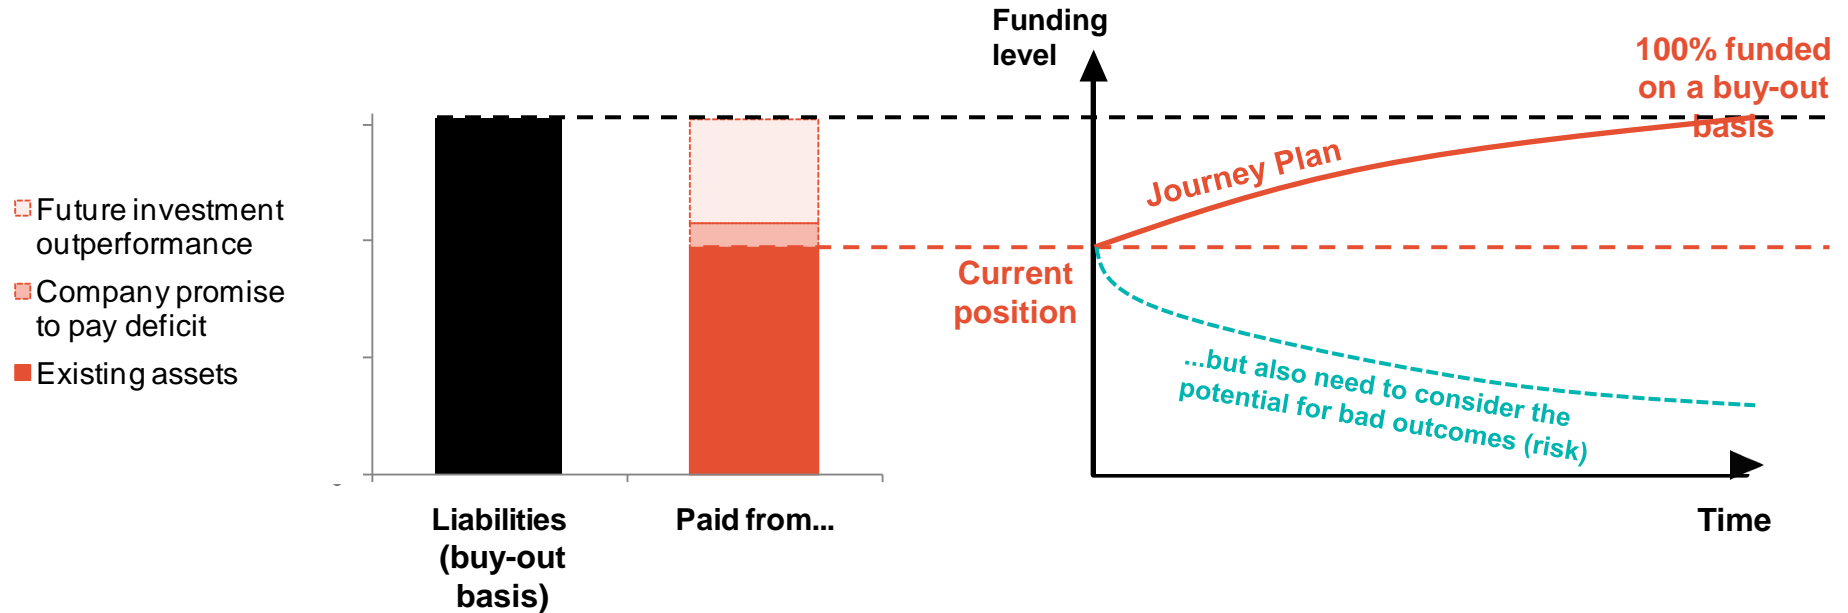 Funding
level
100% funded
on a buy-out
basis
Journey Plan
Future investment
outperformance
Company promise
to pay deficit
Existing assets
Current
position
...but also need to consider the
potential for bad outcomes (risk)
Liabilities
(buy-out
basis)
Paid from...
Time